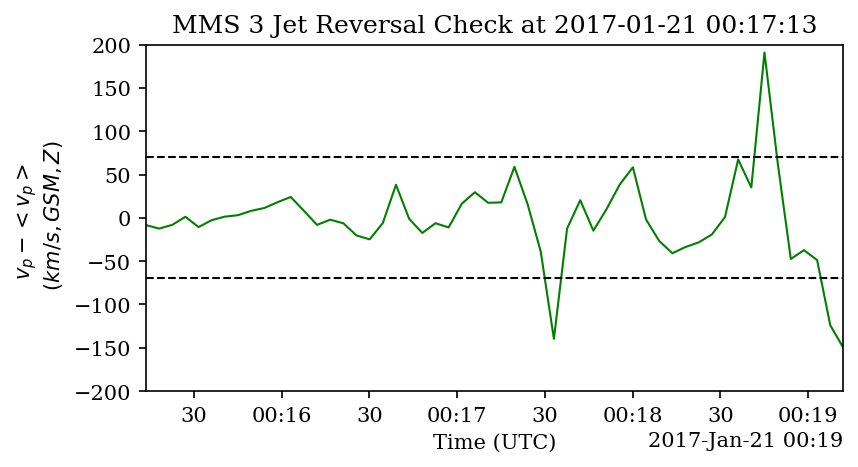 MMS 3 Jet Reversal Check at 2017-01-21 00:17:13
200
150
100
50
0
−50
−100
−150
−200
v_p − < v_p >
(km/s, GSM, Z)
30 00:16 30 00:17 30 00:18 30 00:19
Time (UTC)
2017-Jan-21 00:19